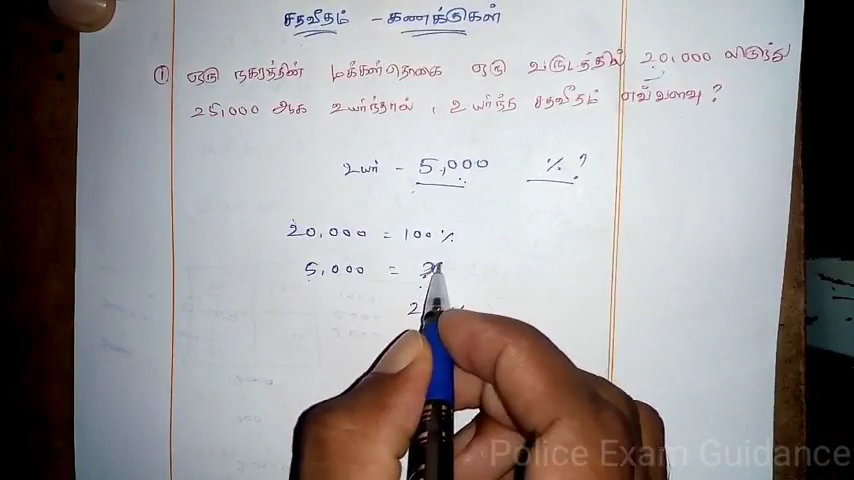 சதவீதம் - கணக்குகள்
① ஒரு நகரத்தின் மக்கள்தொகை ஒரு வருடத்தில் 20,000 லிருந்து
25,000 ஆக உயர்ந்தால் , உயர்ந்த சதவீதம் எவ்வளவு ?
உயர் - 5,000 % ?
20,000 = 100 %
5,000 =
Police Exam Guidance